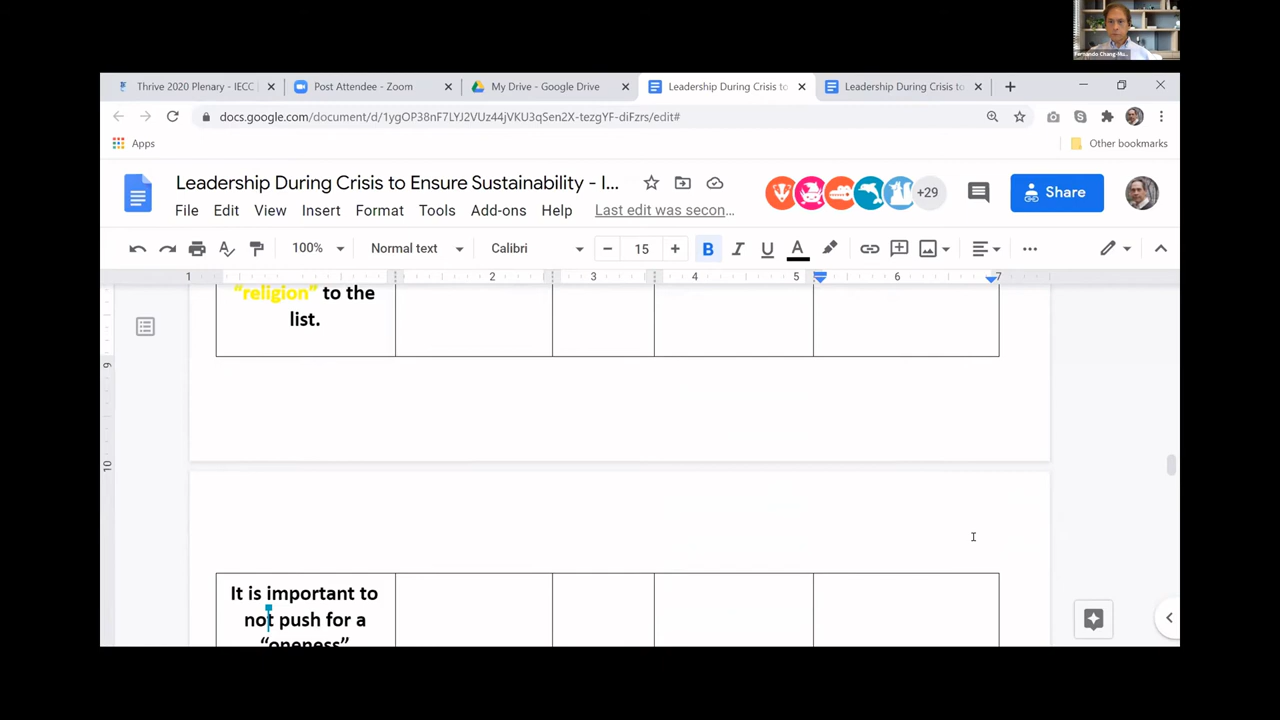 Fernando Chang-Mu...
Thrive 2020 Plenary - IECC |
Post Attendee - Zoom
My Drive - Google Drive
Leadership During Crisis to
Leadership During Crisis to
docs.google.com/document/d/1ygOP38nF7LYJ2VUz44jVKU3qSen2X-tezgYF-diFzrs/edit#
Apps
Other bookmarks
Leadership During Crisis to Ensure Sustainability - I...
+29
Share
File Edit View Insert Format Tools Add-ons Help Last edit was secon...
100% Normal text Calibri 15 B I U A
1 2 3 4 5 6 7
“religion” to the
list.
9
10
It is important to
not push for a
“oneness”